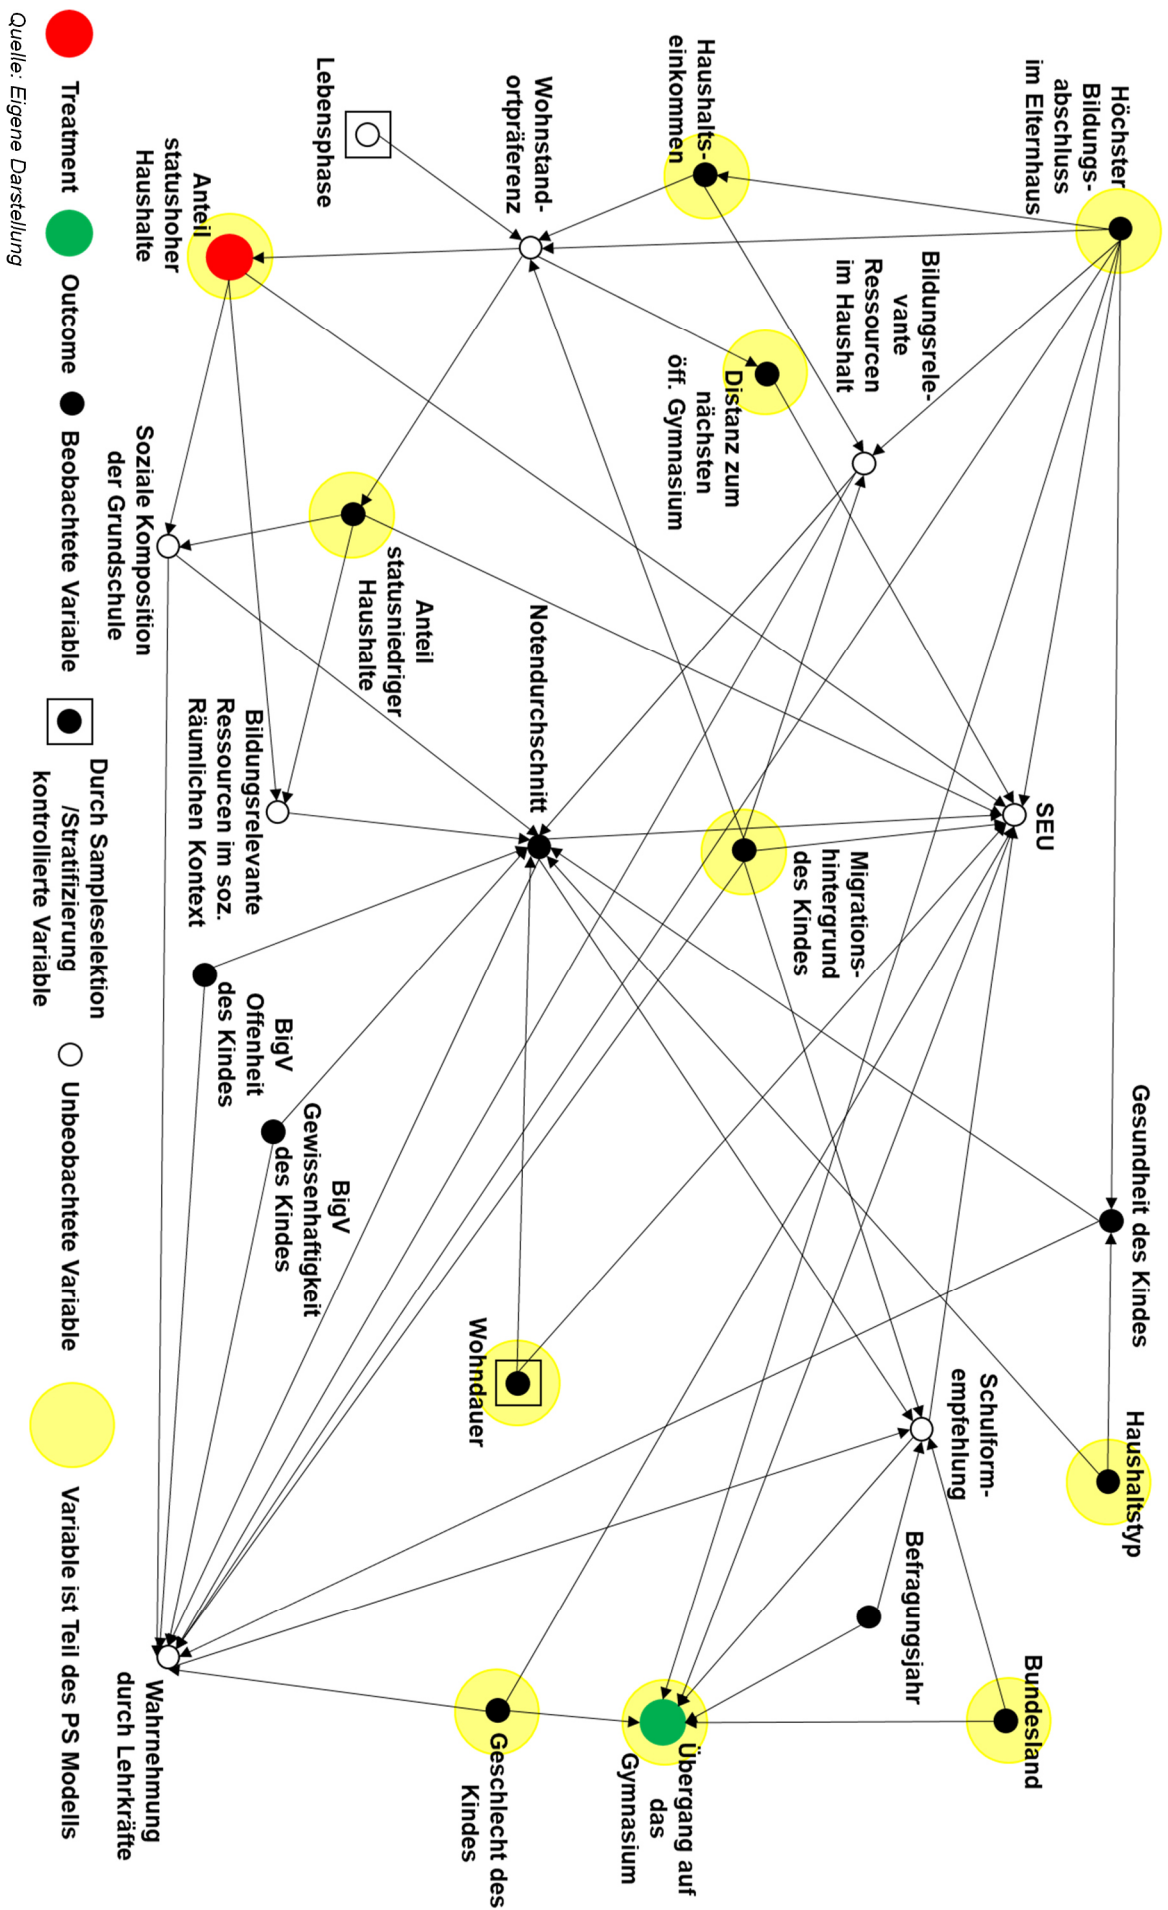 Höchster
Bildungs-
abschluss
im Elternhaus
Gesundheit des Kindes
Haushaltstyp
SEU
Bundesland
Schulform-
empfehlung
Bildungsrele-
vante
Ressourcen
im Haushalt
Befragungsjahr
Migrations-
hintergrund
des Kindes
Haushalts-
einkommen
Distanz zum
nächsten
öff. Gymnasium
Übergang auf
das
Gymnasium
Wohnstand-
ortpräferenz
Notendurchschnitt
Wohndauer
Geschlecht des
Kindes
Anteil
statusniedriger
Haushalte
Lebensphase
BigV
Gewissenhaftigkeit
des Kindes
BigV
Offenheit
des Kindes
Bildungsrelevante
Ressourcen im soz.
Räumlichen Kontext
Anteil
statushoher
Haushalte
Soziale Komposition
der Grundschule
Wahrnehmung
durch Lehrkräfte
Treatment
Outcome
Beobachtete Variable
Durch Sampleselektion
/Stratifizierung
kontrollierte Variable
Unbeobachtete Variable
Variable ist Teil des PS Modells
Quelle: Eigene Darstellung